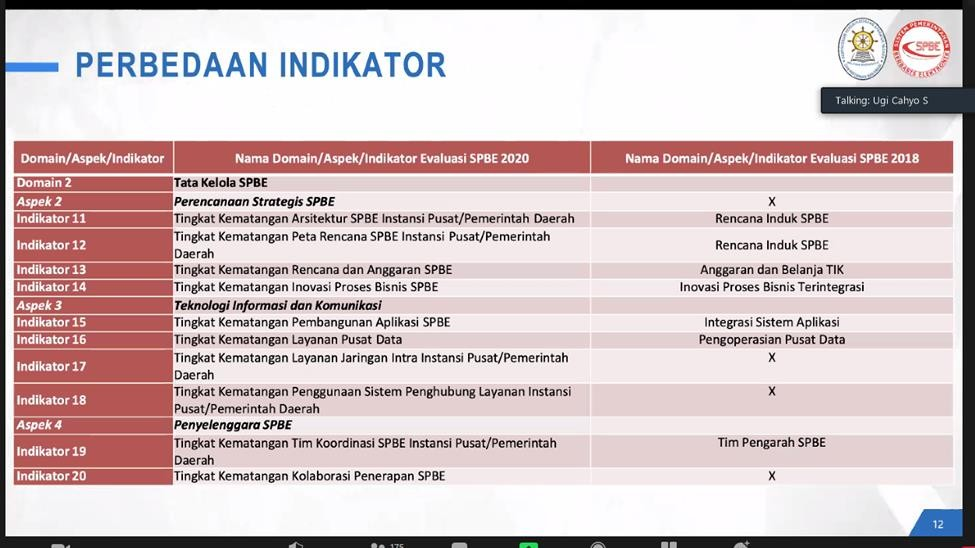 PERBEDAAN INDIKATOR
SPBE
Talking: Ugi Cahyo S
Domain/Aspek/Indikator Nama Domain/Aspek/Indikator Evaluasi SPBE 2020 Nama Domain/Aspek/Indikator Evaluasi SPBE 2018
Domain 2 Tata Kelola SPBE
Aspek 2 Perencanaan Strategis SPBE X
Indikator 11 Tingkat Kematangan Arsitektur SPBE Instansi Pusat/Pemerintah Daerah Rencana Induk SPBE
Indikator 12 Tingkat Kematangan Peta Rencana SPBE Instansi Pusat/Pemerintah
Daerah Rencana Induk SPBE
Indikator 13 Tingkat Kematangan Rencana dan Anggaran SPBE Anggaran dan Belanja TIK
Indikator 14 Tingkat Kematangan Inovasi Proses Bisnis SPBE Inovasi Proses Bisnis Terintegrasi
Aspek 3 Teknologi Informasi dan Komunikasi
Indikator 15 Tingkat Kematangan Pembangunan Aplikasi SPBE Integrasi Sistem Aplikasi
Indikator 16 Tingkat Kematangan Layanan Pusat Data Pengoperasian Pusat Data
Indikator 17 Tingkat Kematangan Layanan Jaringan Intra Instansi Pusat/Pemerintah
Daerah X
Indikator 18 Tingkat Kematangan Penggunaan Sistem Penghubung Layanan Instansi
Pusat/Pemerintah Daerah X
Aspek 4 Penyelenggara SPBE
Indikator 19 Tingkat Kematangan Tim Koordinasi SPBE Instansi Pusat/Pemerintah
Daerah Tim Pengarah SPBE
Indikator 20 Tingkat Kematangan Kolaborasi Penerapan SPBE X
12
175